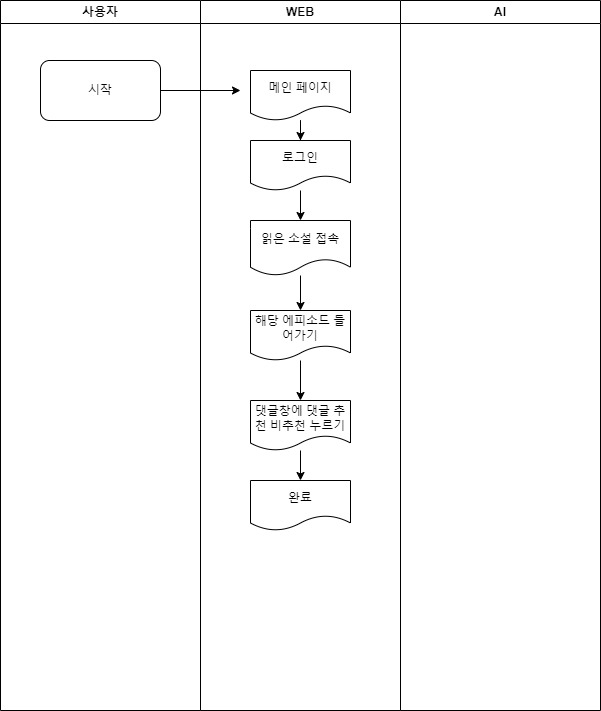 사용자
WEB
AI
시작
메인 페이지
로그인
읽은 소설 접속
해당 에피소드 들
어가기
댓글창에 댓글 추
천 비추천 누르기
완료